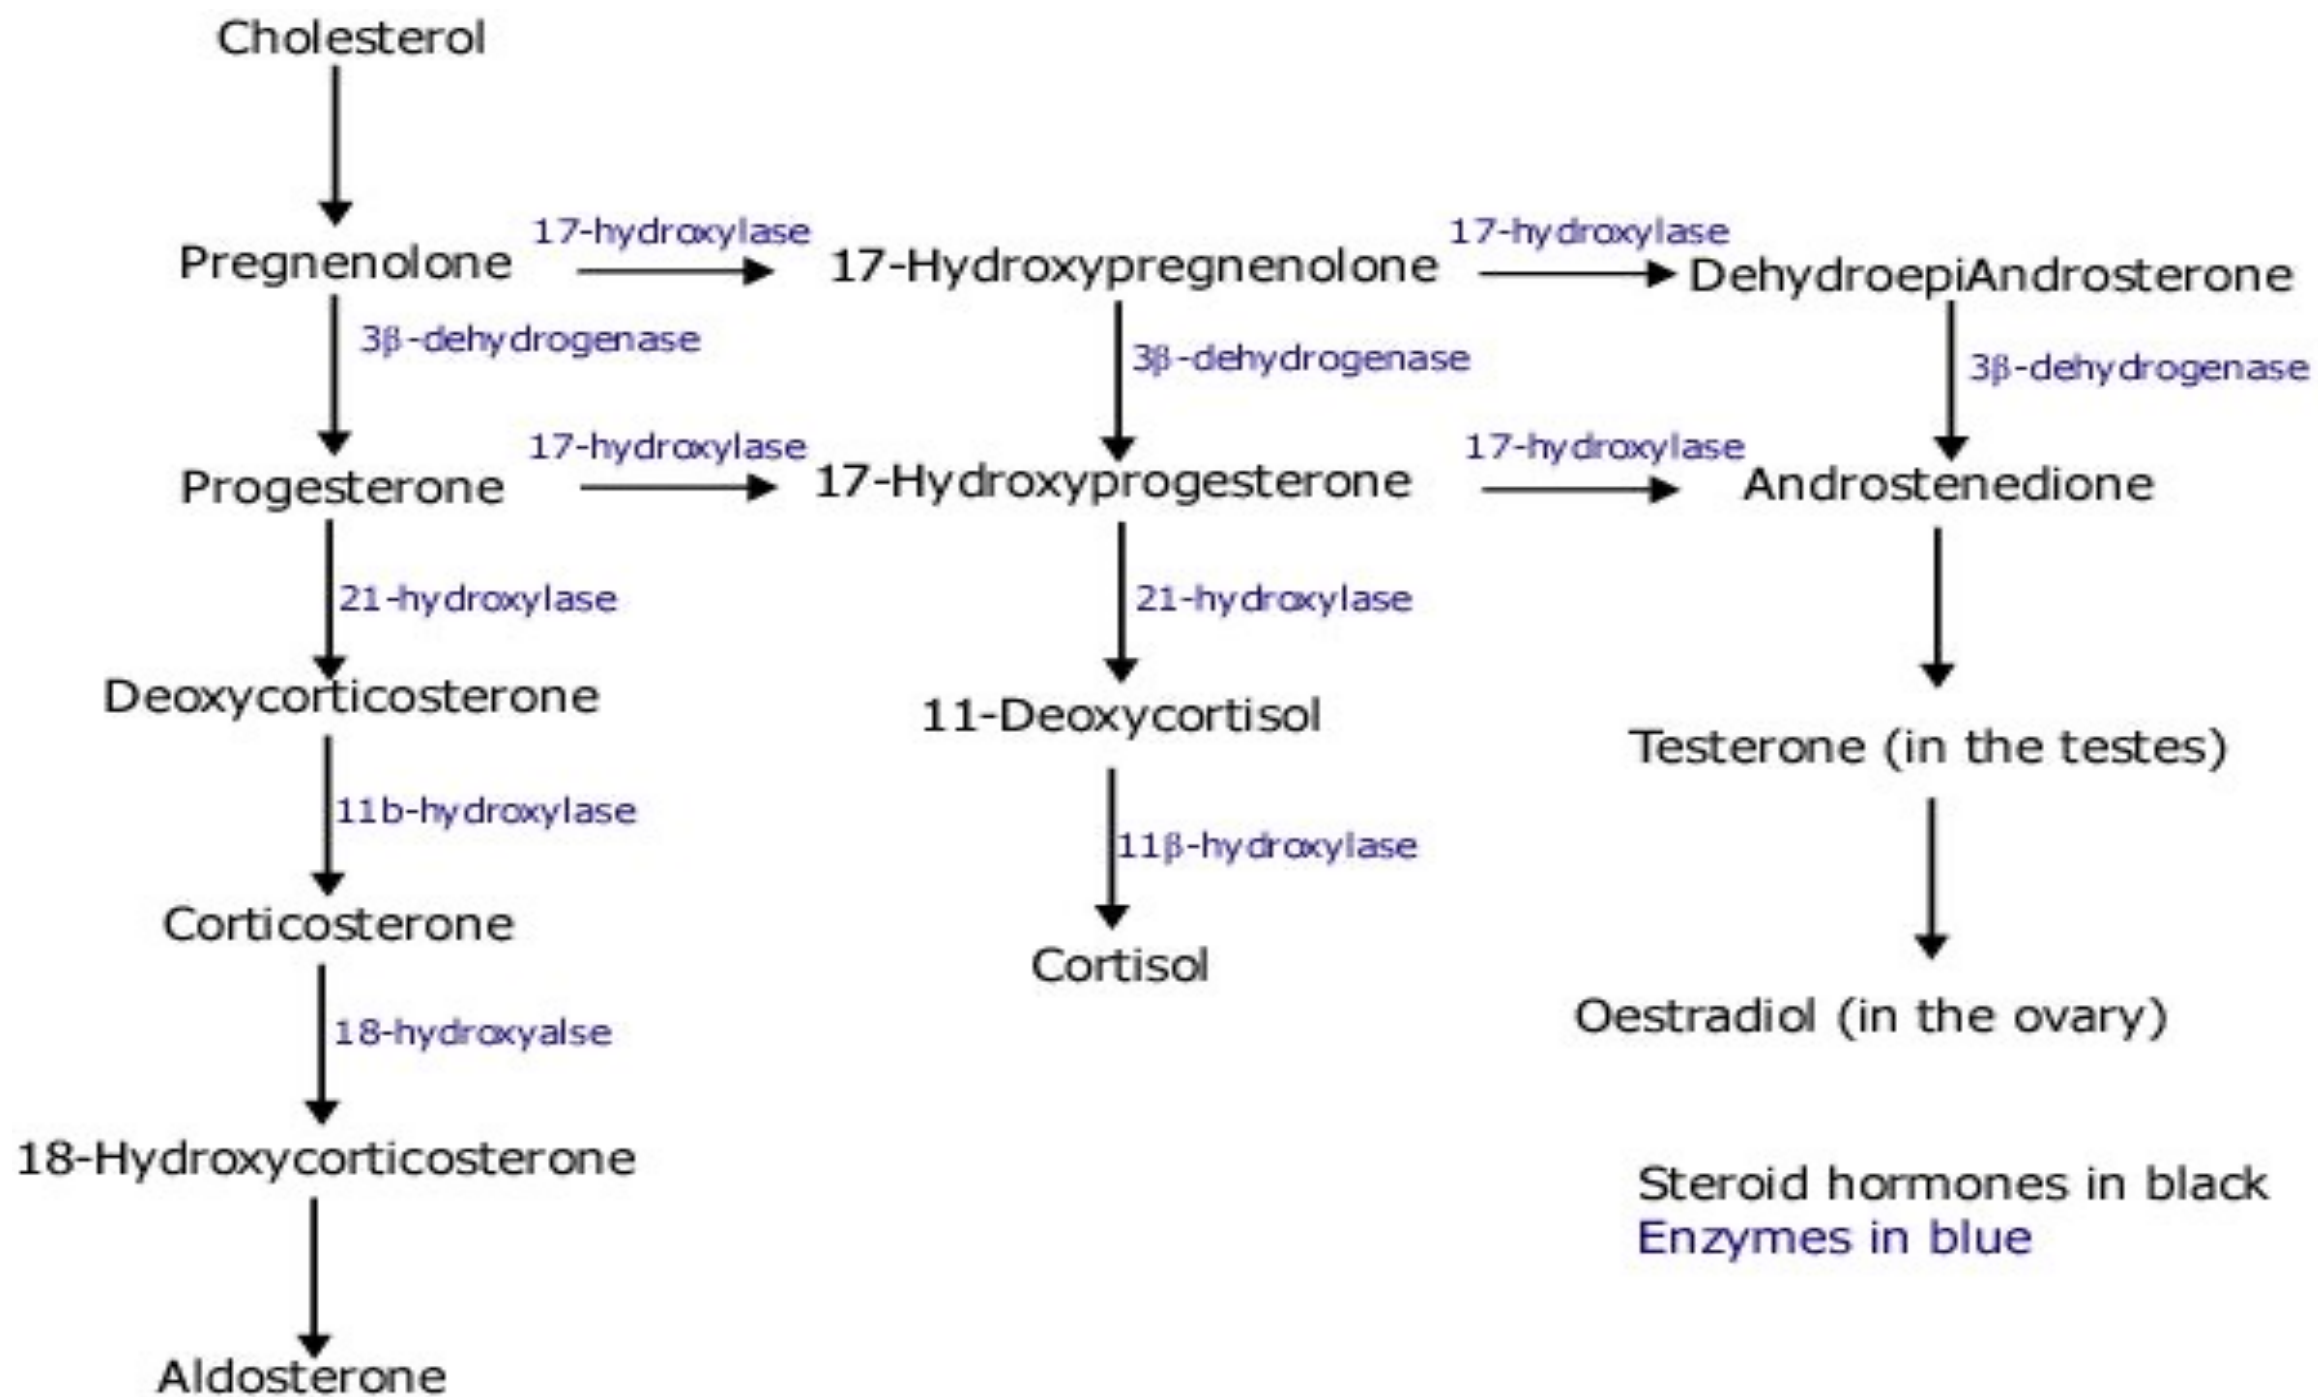 Cholesterol
17-hydroxylase
17-hydroxylase
Pregnenolone
17-Hydroxypregnenolone
DehydroepiAndrosterone
3β-dehydrogenase
3β-dehydrogenase
3β-dehydrogenase
17-hydroxylase
17-hydroxylase
Progesterone
17-Hydroxyprogesterone
Androstenedione
21-hydroxylase
21-hydroxylase
Deoxycorticosterone
11-Deoxycortisol
Testerone (in the testes)
11b-hydroxylase
11β-hydroxylase
Corticosterone
Cortisol
Oestradiol (in the ovary)
18-hydroxyalse
18-Hydroxycorticosterone
Steroid hormones in black
Enzymes in blue
Aldosterone